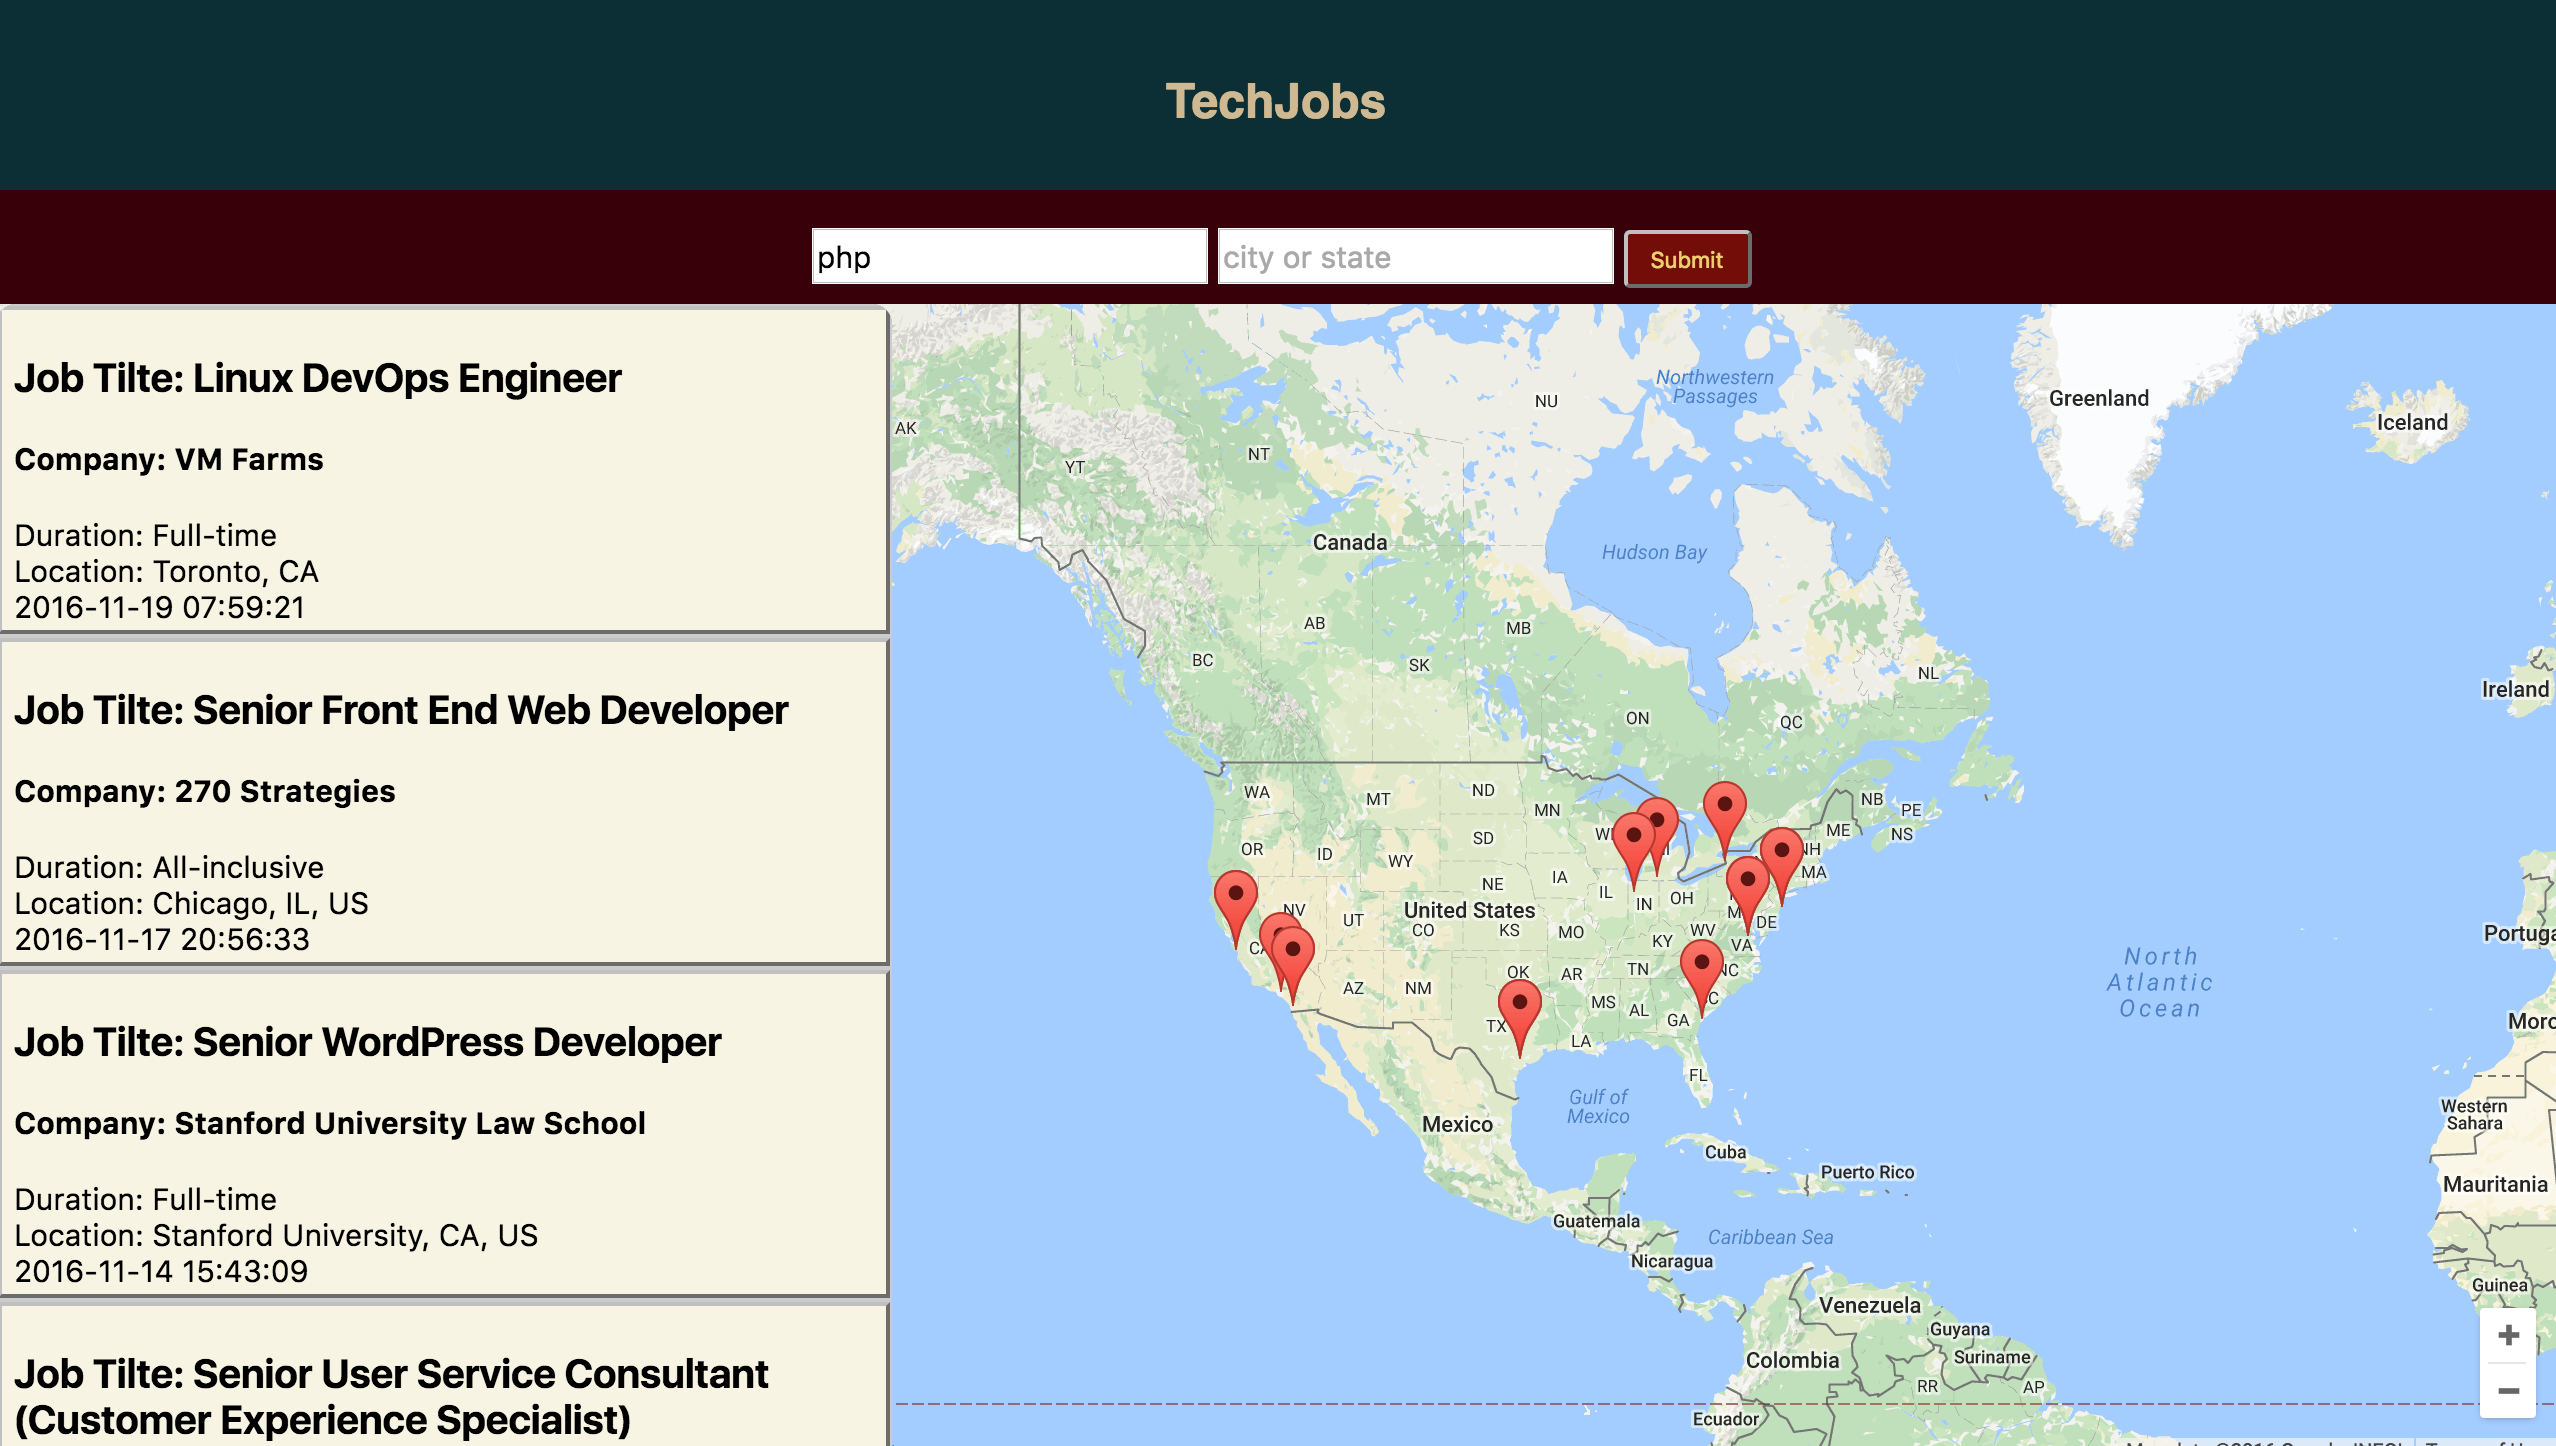 TechJobs
php
city or state
Submit
Job Tilte: Linux DevOps Engineer
Company: VM Farms
Duration: Full-time
Location: Toronto, CA
2016-11-19 07:59:21
Job Tilte: Senior Front End Web Developer
Company: 270 Strategies
Duration: All-inclusive
Location: Chicago, IL, US
2016-11-17 20:56:33
Job Tilte: Senior WordPress Developer
Company: Stanford University Law School
Duration: Full-time
Location: Stanford University, CA, US
2016-11-14 15:43:09
Job Tilte: Senior User Service Consultant
(Customer Experience Specialist)
Northwestern
Passages
NU
Greenland
Iceland
AK
YT
NT
Canada
Hudson Bay
AB
MB
BC
SK
NL
Ireland
ON
QC
WA
MT
ND
MN
NB
PE
NS
ME
SD
OR
ID
WY
NH
MA
IA
NE
IL
IN
OH
NV
UT
United States
CO
KS
MO
KY
WV
VA
DE
OK
AR
TN
NC
AZ
NM
MS
AL
GA
TX
LA
FL
North
Atlantic
Ocean
Gulf of
Mexico
Mexico
Cuba
Puerto Rico
Western
Sahara
Mauritania
Guatemala
Caribbean Sea
Nicaragua
Guinea
Venezuela
Guyana
Suriname
Colombia
RR
AP
Ecuador
+
−